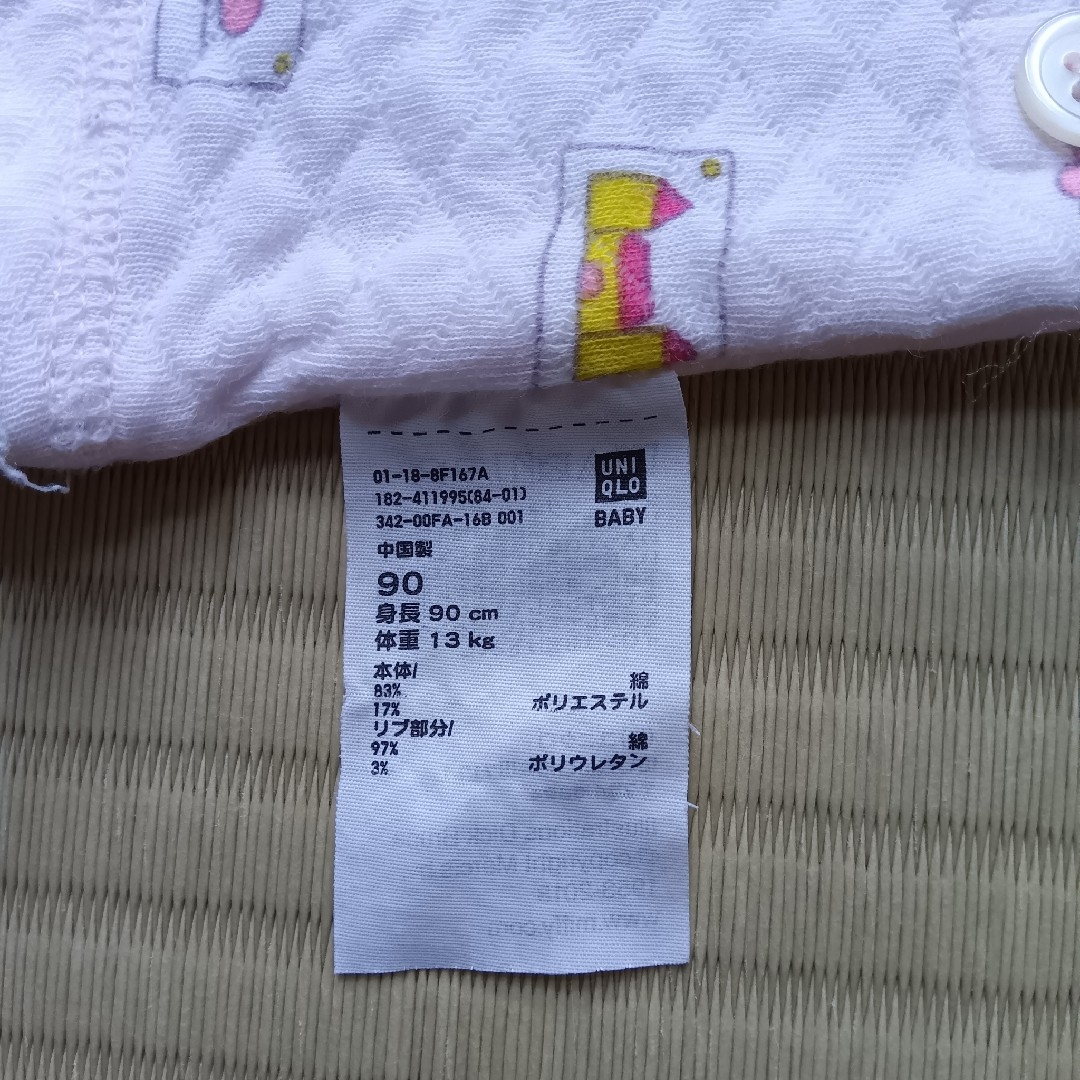 01-18-8F167A
182-411995(84-01)
342-00FA-16B 001
UNI
QLO
BABY
中国製
90
身長 90 cm
体重 13 kg
本体/
83% 綿
17% ポリエステル
リブ部分/
97% 綿
3% ポリウレタン